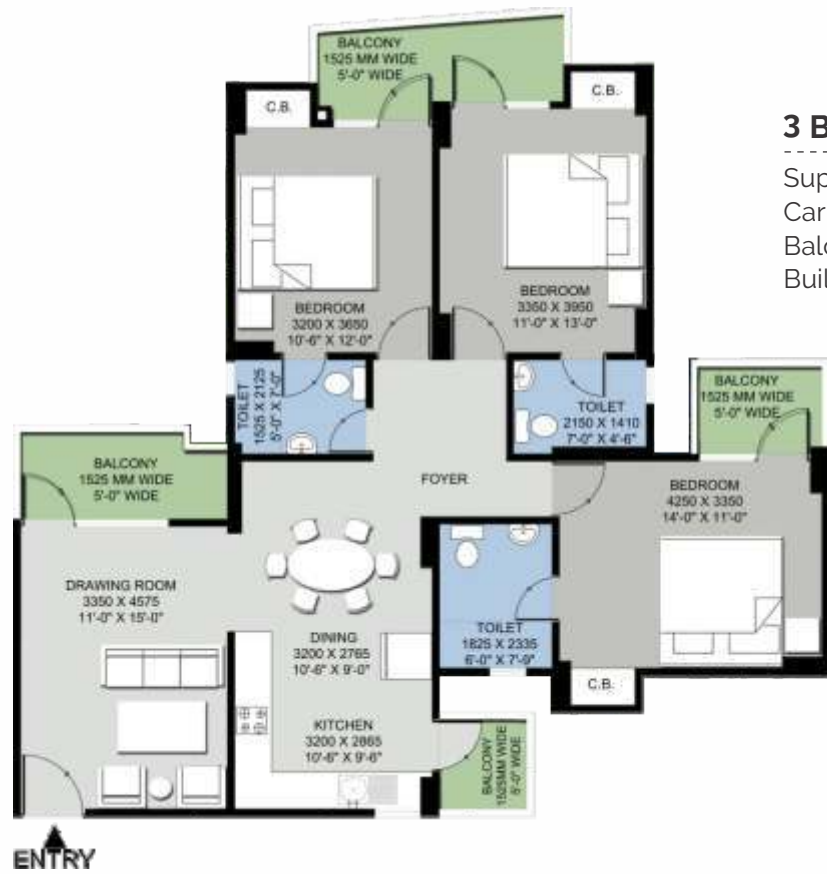 BALCONY
1525 MM WIDE
5'-0" WIDE
C.B.
C.B.
3 B
Sup
Car
Balc
Buil
BEDROOM
3200 X 3650
10'-6" X 12'-0"
BEDROOM
3350 X 3950
11'-0" X 13'-0"
TOILET
1525 X 2125
5'-0" X 7'-0"
TOILET
2150 X 1410
7'-0" X 4'-6"
BALCONY
1525 MM WIDE
5'-0" WIDE
BALCONY
1525 MM WIDE
5'-0" WIDE
FOYER
BEDROOM
4250 X 3350
14'-0" X 11'-0"
DRAWING ROOM
3350 X 4575
11'-0" X 15'-0"
DINING
3200 X 2765
10'-6" X 9'-0"
TOILET
1825 X 2335
6'-0" X 7'-9"
C.B.
KITCHEN
3200 X 2865
10'-6" X 9'-6"
BALCONY
1525MM WIDE
5'-0" WIDE
ENTRY